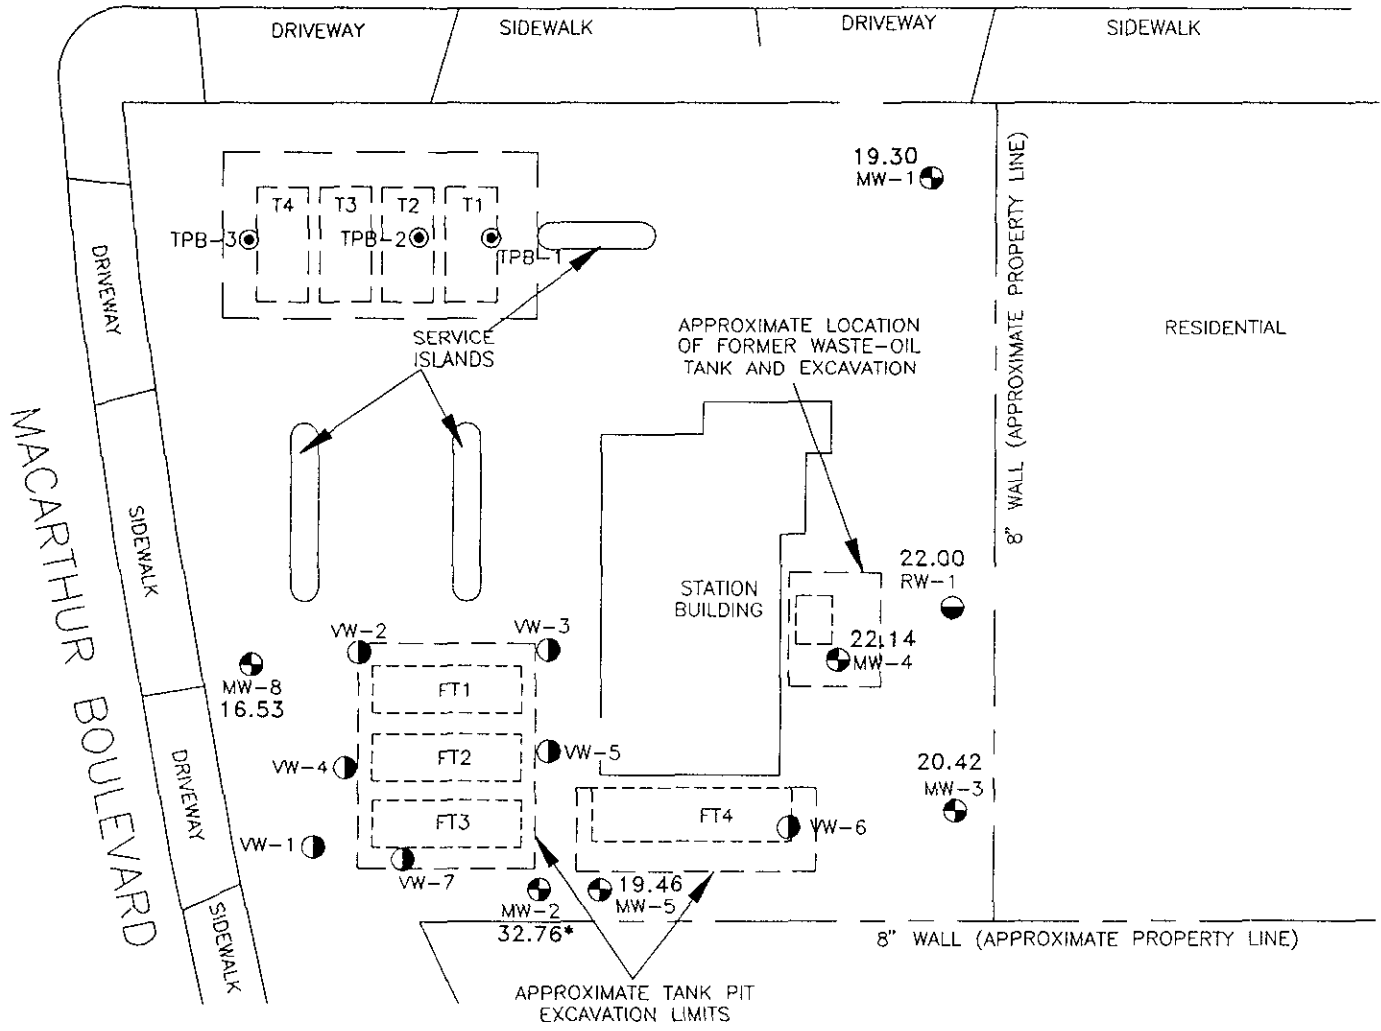 DRIVEWAY
SIDEWALK
DRIVEWAY
SIDEWALK
19.30
MW-1
T4
T3
T2
T1
TPB-3
TPB-2
TPB-1
DRIVEWAY
SERVICE
ISLANDS
APPROXIMATE LOCATION
OF FORMER WASTE-OIL
TANK AND EXCAVATION
8" WALL (APPROXIMATE PROPERTY LINE)
RESIDENTIAL
MACARTHUR BOULEVARD
SIDEWALK
STATION
BUILDING
22.00
RW-1
22.14
MW-4
VW-2
VW-3
MW-8
16.53
FT1
FT2
FT3
VW-4
VW-5
DRIVEWAY
20.42
MW-3
FT4
VW-6
VW-1
VW-7
MW-2
32.76*
19.46
MW-5
SIDEWALK
8" WALL (APPROXIMATE PROPERTY LINE)
APPROXIMATE TANK PIT
EXCAVATION LIMITS